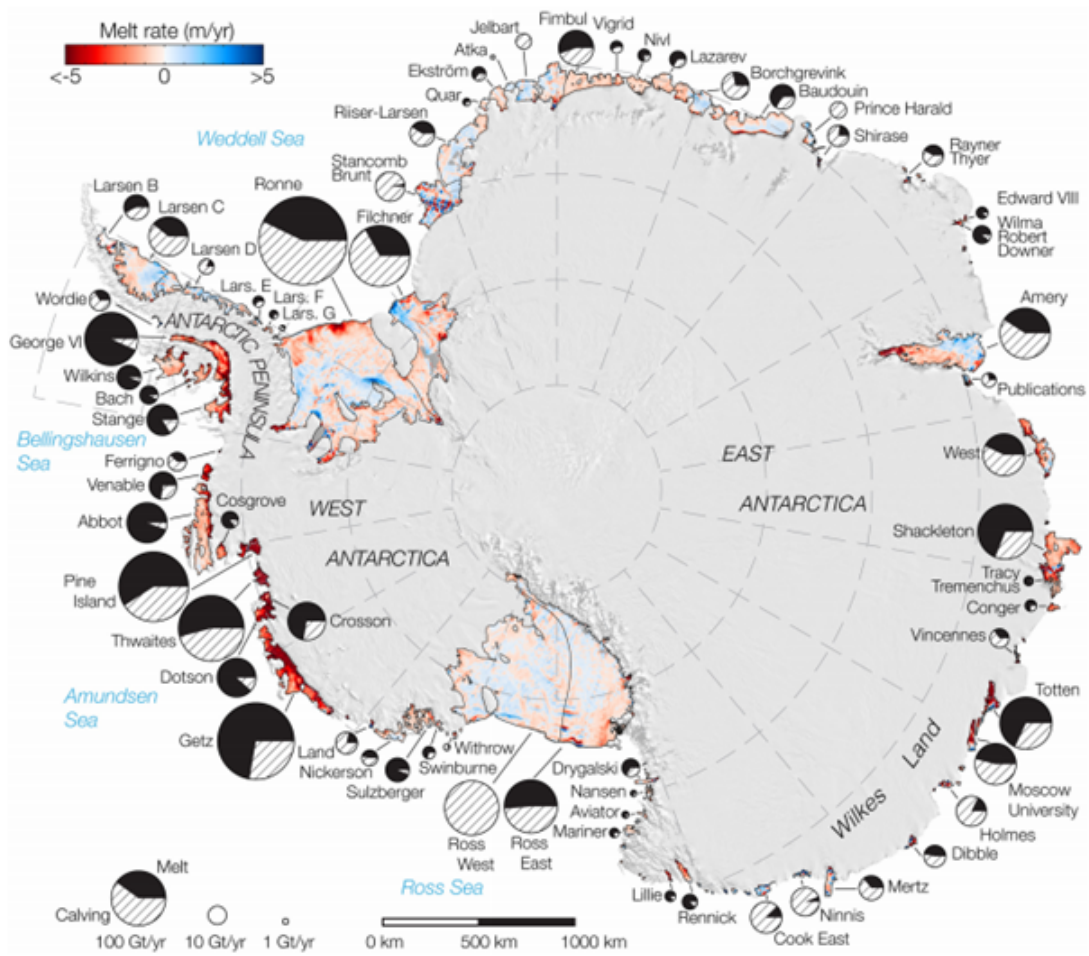 Melt rate (m/yr)
<-5 0 >5
Jelbart
Fimbul
Vigrid
Nivl
Atka
Lazarev
Ekström
Borchgrevink
Quar
Baudouin
Prince Harald
Riiser-Larsen
Shirase
Weddell Sea
Rayner
Thyer
Stancomb
Brunt
Ronne
Filchner
Larsen B
Larsen C
Edward VIII
Wilma
Robert
Downer
Larsen D
Lars. E
Lars. F
Lars. G
Wordie
Amery
ANTARCTIC PENINSULA
George VI
Wilkins
Bach
Publications
Stange
Bellingshausen
Sea
Ferrigno
West
EAST
ANTARCTICA
Venable
Cosgrove
WEST
ANTARCTICA
Abbot
Shackleton
Pine
Island
Tracy
Tremenchus
Conger
Crosson
Thwaites
Vincennes
Dotson
Amundsen
Sea
Totten
Getz
Land
Nickerson
Withrow
Swinburne
Sulzberger
Drygalski
Nansen
Aviator
Mariner
Wilkes Land
Moscow
University
Holmes
Ross
West
Ross
East
Dibble
Mertz
Ross Sea
Lillie
Rennick
Ninnis
Cook East
Melt
Calving
100 Gt/yr 10 Gt/yr 1 Gt/yr
0 km 500 km 1000 km